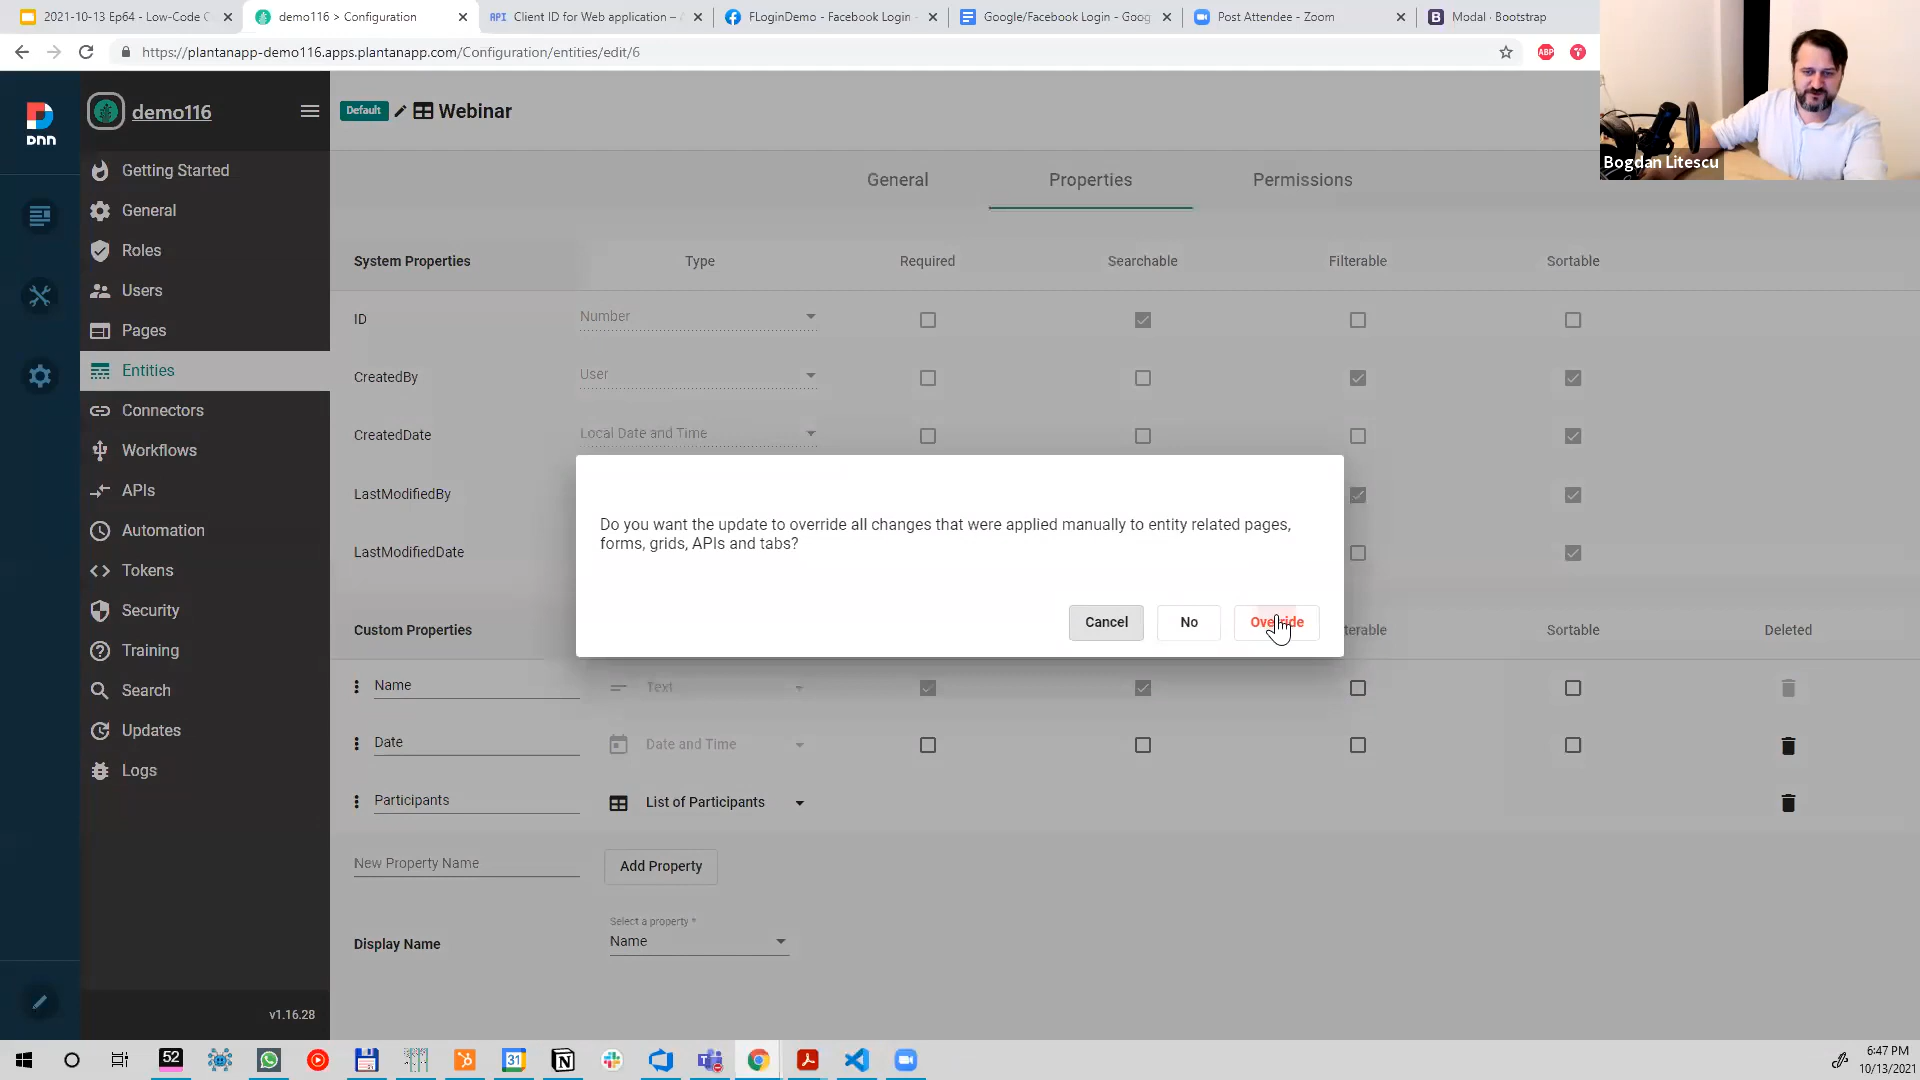 2021-10-13 Ep64 - Low-Code C
demo116 > Configuration
API Client ID for Web application –
FLoginDemo - Facebook Login -
Google/Facebook Login - Goog
Post Attendee - Zoom
B Modal · Bootstrap
https://plantanapp-demo116.apps.plantanapp.com/Configuration/entities/edit/6
ABP
Bogdan Litescu
DNN
demo116
Default
Webinar
Getting Started
General
Roles
Users
Pages
Entities
Connectors
Workflows
APIs
Automation
Tokens
Security
Training
Search
Updates
Logs
v1.16.28
General
Properties
Permissions
System Properties
Type
Required
Searchable
Filterable
Sortable
ID
Number
CreatedBy
User
CreatedDate
Local Date and Time
LastModifiedBy
LastModifiedDate
Do you want the update to override all changes that were applied manually to entity related pages,
forms, grids, APIs and tabs?
Cancel
No
Override
Custom Properties
terable
Sortable
Deleted
Name
Text
Date
Date and Time
Participants
List of Participants
New Property Name
Add Property
Select a property *
Display Name
Name
52
31
6:47 PM
10/13/2021